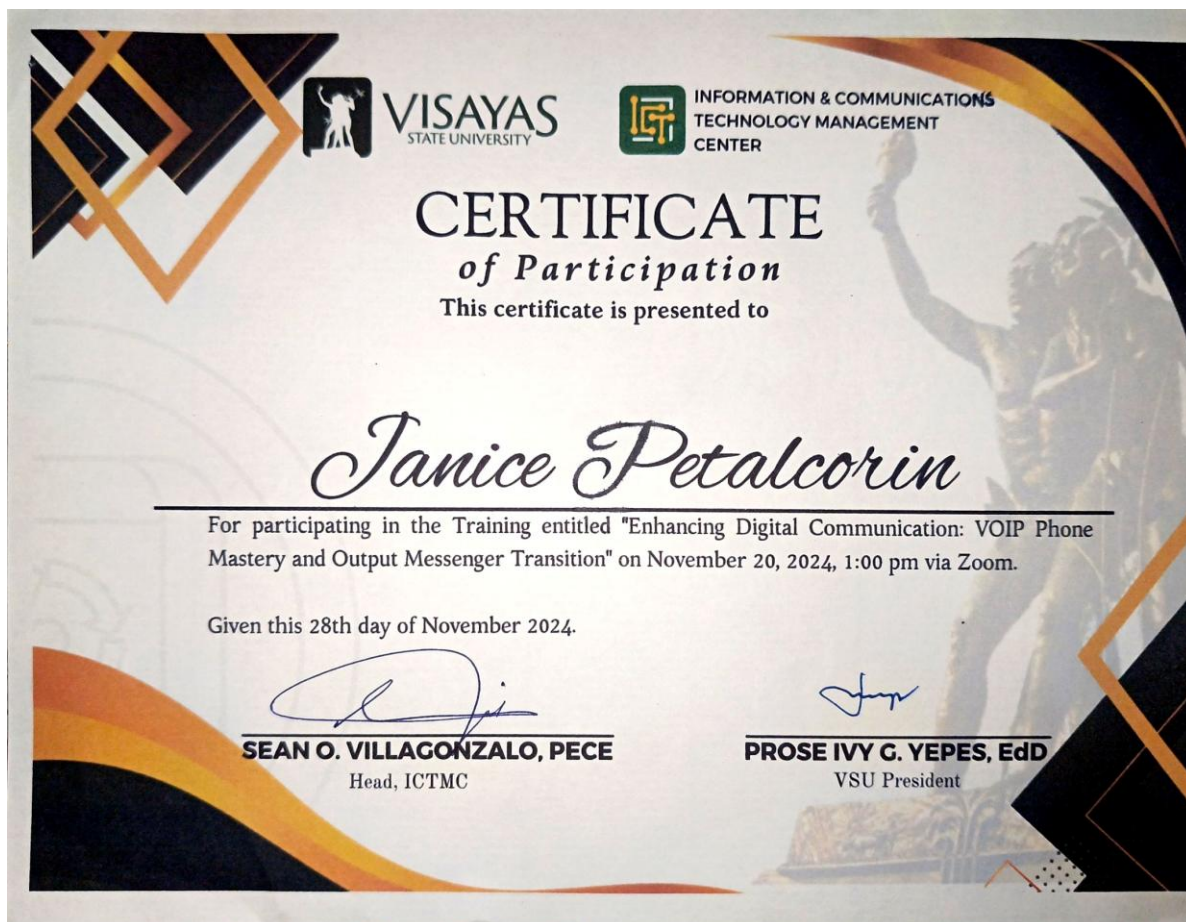 VISAYAS
STATE UNIVERSITY
INFORMATION & COMMUNICATIONS
TECHNOLOGY MANAGEMENT
CENTER
CERTIFICATE
of Participation
This certificate is presented to
Janice Petalcorin
For participating in the Training entitled "Enhancing Digital Communication: VOIP Phone
Mastery and Output Messenger Transition" on November 20, 2024, 1:00 pm via Zoom.
Given this 28th day of November 2024.
SEAN O. VILLAGONZALO, PECE
Head, ICTMC
PROSE IVY G. YEPES, EdD
VSU President